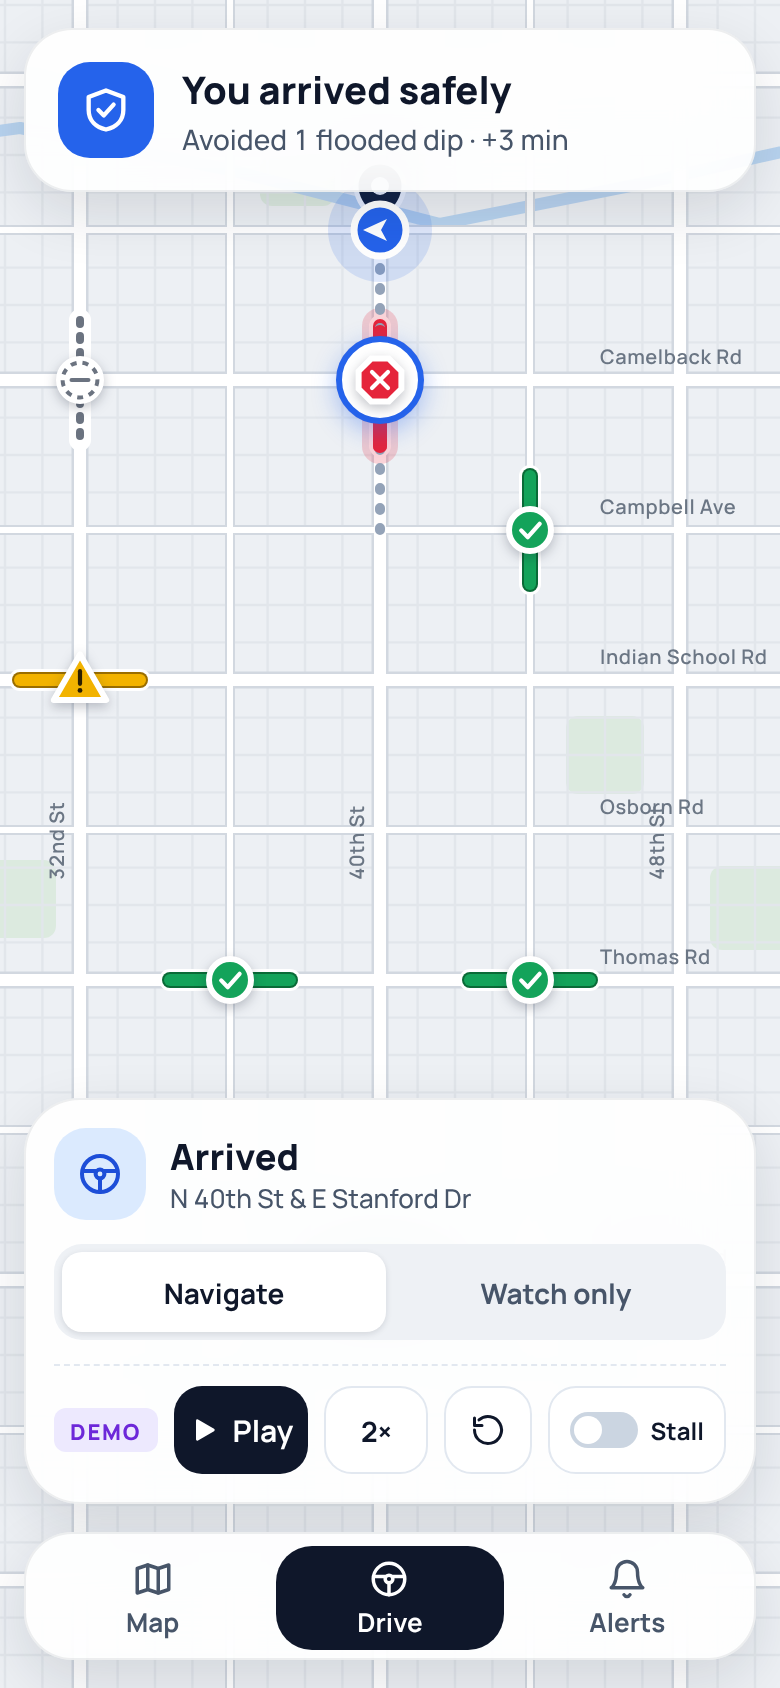 You arrived safely
Avoided 1 flooded dip · +3 min
Camelback Rd
Campbell Ave
Indian School Rd
Osborn Rd
32nd St
40th St
48th St
Thomas Rd
Arrived
N 40th St & E Stanford Dr
Navigate
Watch only
DEMO
Play
2×
Stall
Map
Drive
Alerts